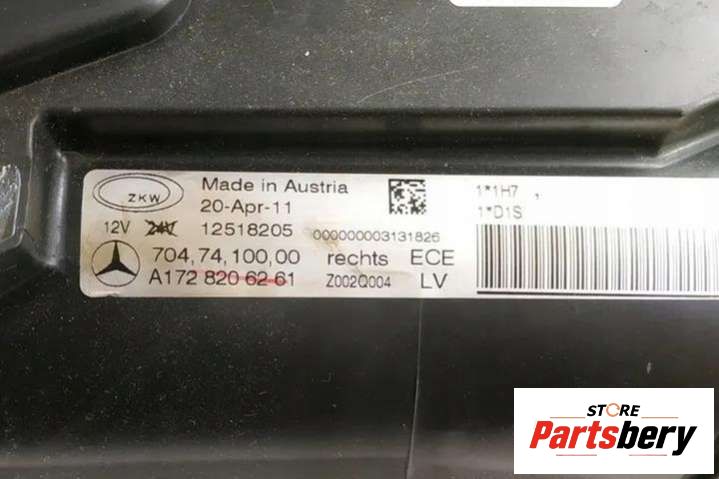 ZKW
Made in Austria
20-Apr-11
12V 24V 12518205 000000003131826
704,74,100,00 rechts ECE
A172 820 62 61 Z002Q004 LV
1*1H7 ,
1*D1S
STORE
Partsbery